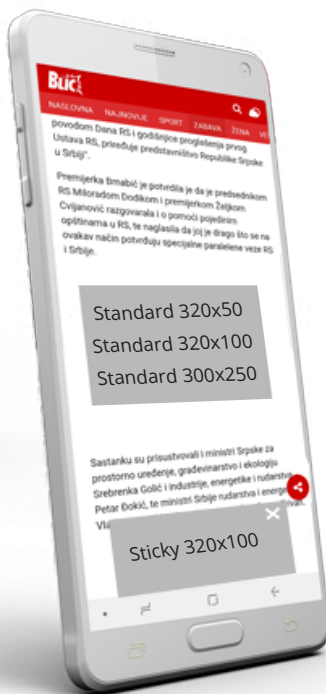 Blic
NASLOVNA NAJNOVIJE SPORT ZABAVA ŽENA
povodom Dana RS i godišnjice proglašenja prvog
Ustava RS, priređuje predstavništvo Republike Srpske
u Srbiji".
Premijerka Brnabić je potvrdila je da je predsednikom
RS Miloradom Dodikom i premijerkom Željkom
Cvijanović razgovarala i o pomoći pojedinim
opštinama u RS, te naglasila da joj je drago što se na
ovakav način potvrđuju specijalne paralelene veze RS
i Srbije.
Standard 320x50
Standard 320x100
Standard 300x250
Sastanku su prisustvovali i ministri Srpske za
prostorno uređenje, građevinarstvo i ekologiju
Srebrenka Golić i industrije, energetike i rudarstva
Petar Đokić, te ministri Srbije rudarstva i
Sticky 320x100